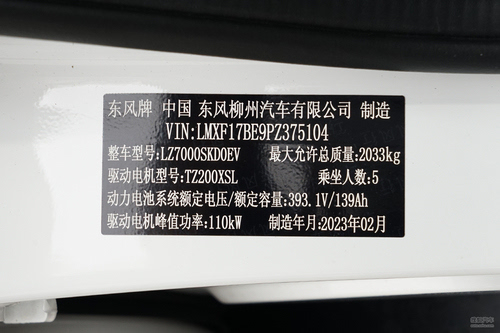 东风牌 中国 东风柳州汽车有限公司 制造
VIN:LMXF17BE9PZ375104
整车型号:LZ7000SKD0EV 最大允许总质量:2033kg
驱动电机型号:TZ200XSL 乘坐人数:5
动力电池系统额定电压/额定容量:393.1V/139Ah
驱动电机峰值功率:110kW 制造年月:2023年02月